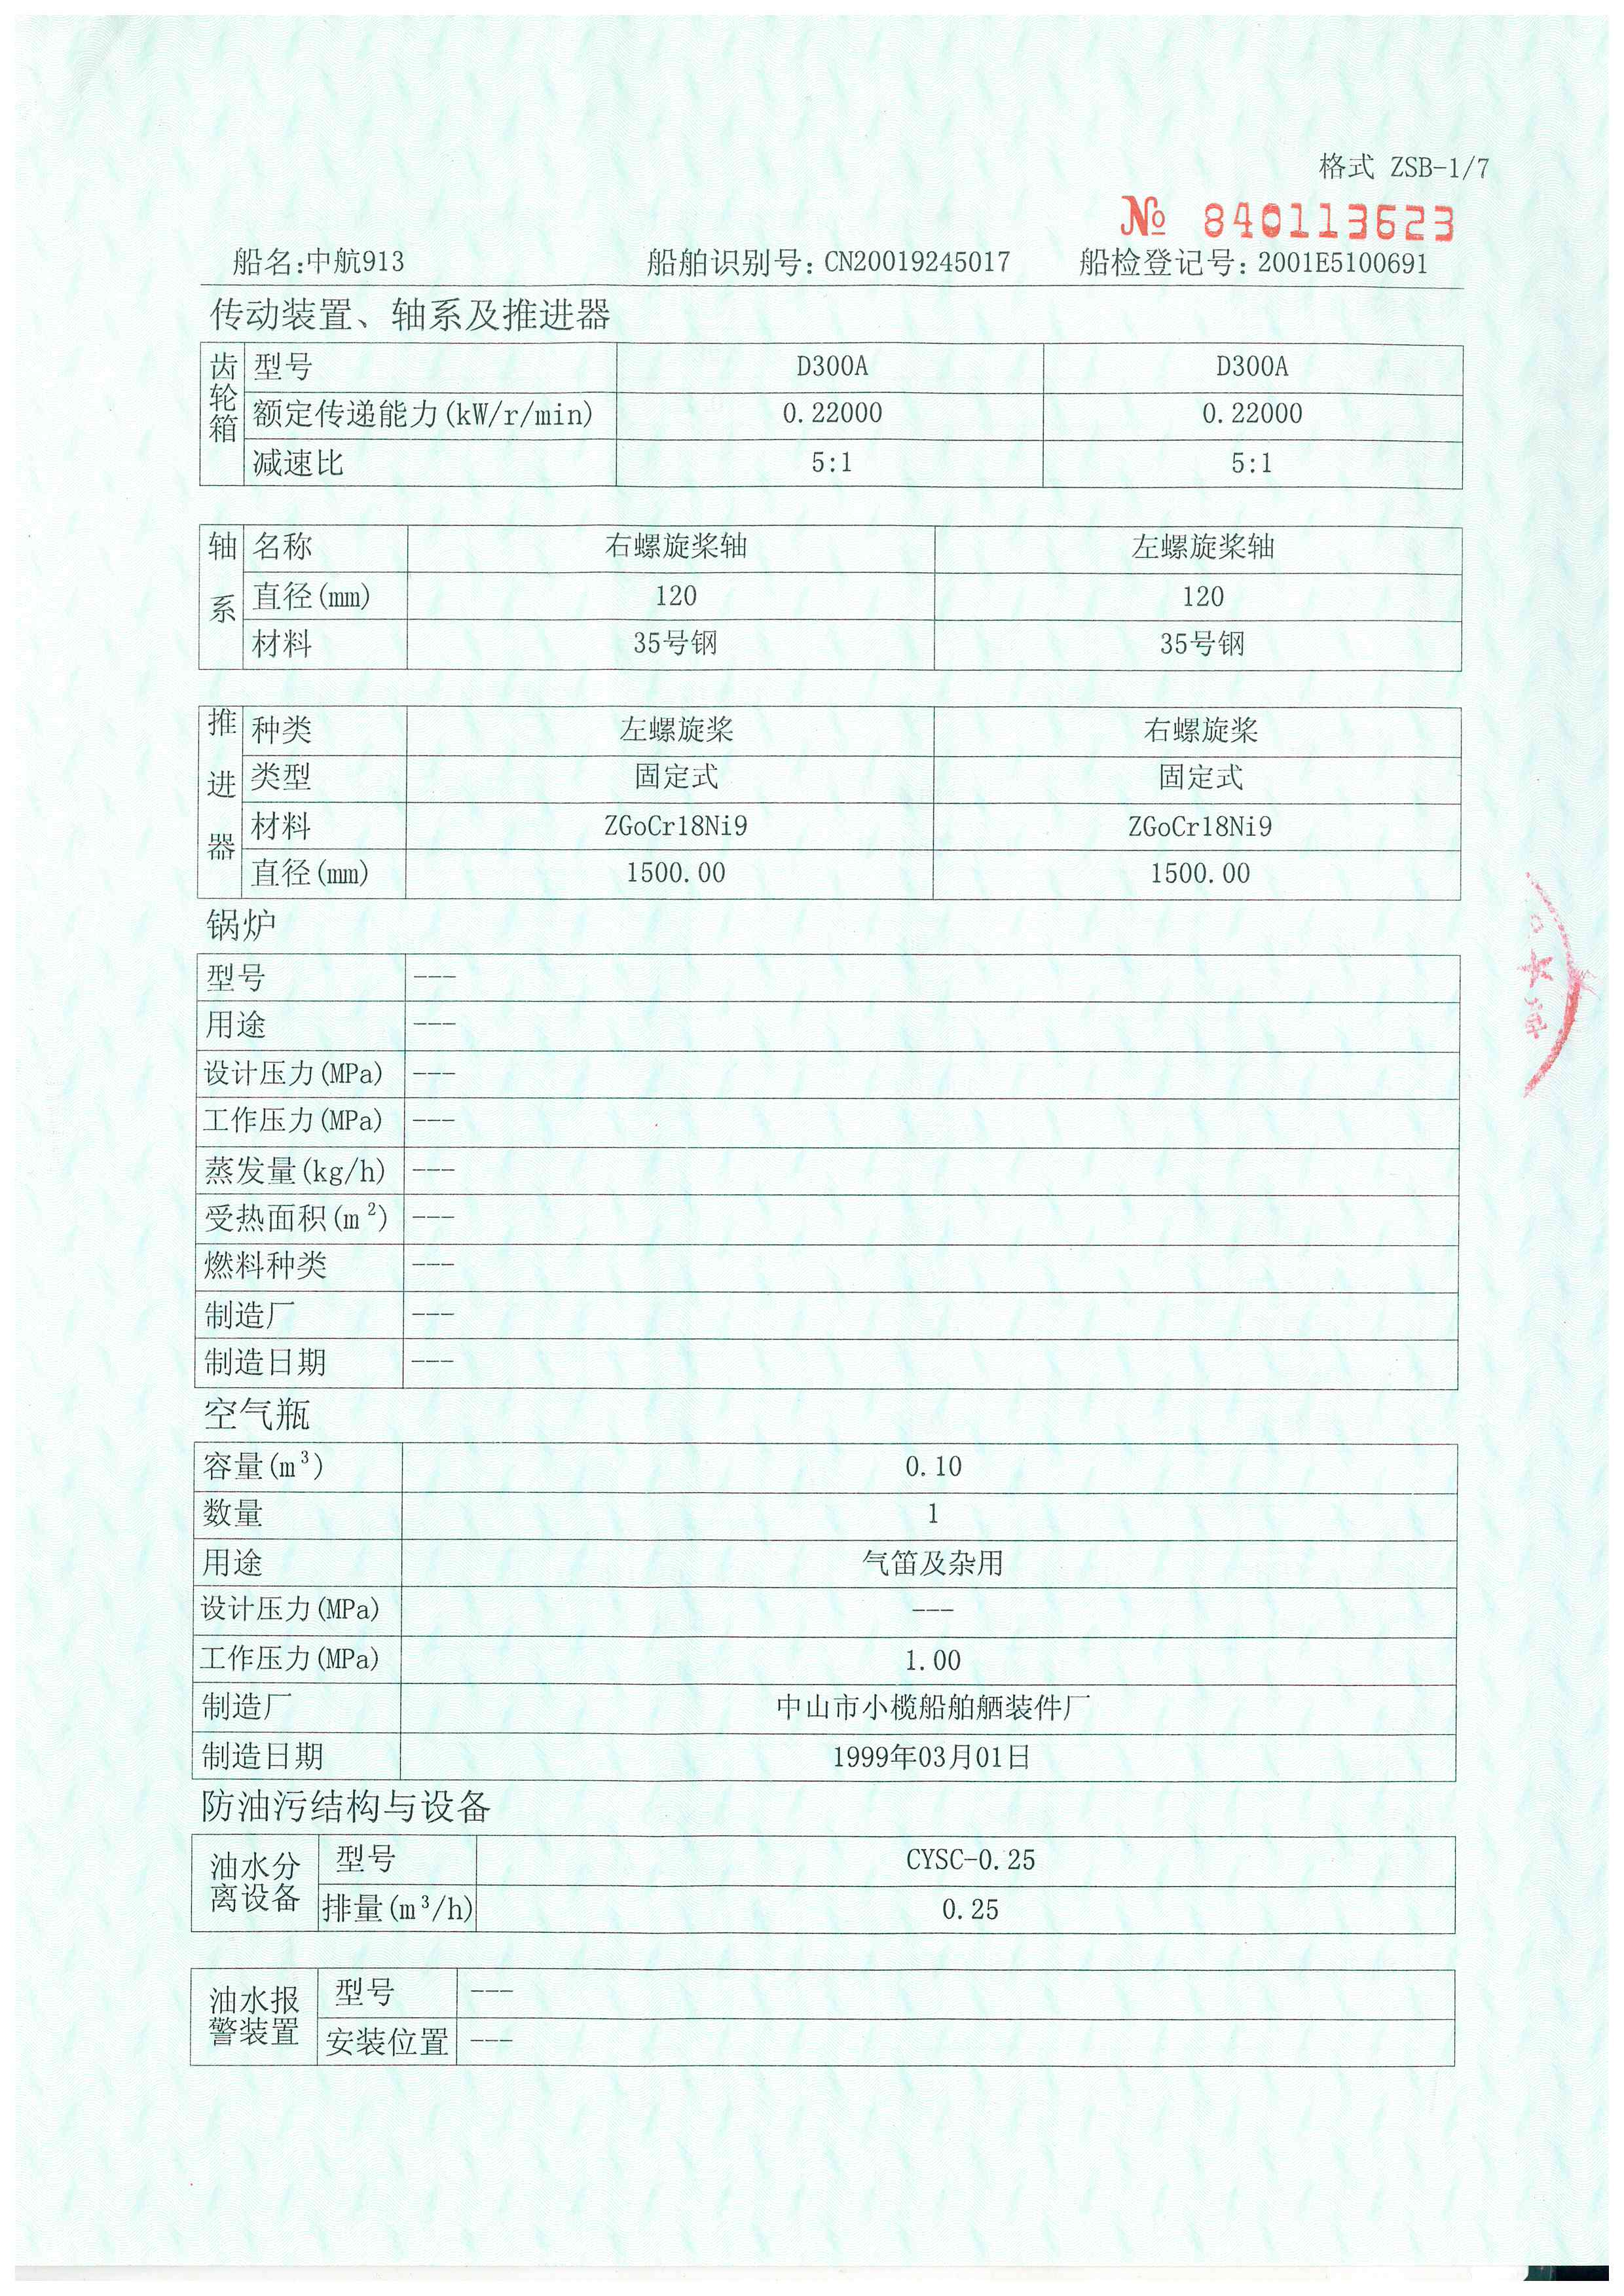 格式 ZSB-1/7
№ 840113623
船名:中航913 船舶识别号: CN20019245017 船检登记号: 2001E5100691
传动装置、轴系及推进器
齿轮箱
型号 D300A D300A
额定传递能力(kW/r/min) 0.22000 0.22000
减速比 5:1 5:1
轴系
名称 右螺旋桨轴 左螺旋桨轴
直径(mm) 120 120
材料 35号钢 35号钢
推进器
种类 左螺旋桨 右螺旋桨
类型 固定式 固定式
材料 ZGoCr18Ni9 ZGoCr18Ni9
直径(mm) 1500.00 1500.00
锅炉
型号 ---
用途 ---
设计压力(MPa) ---
工作压力(MPa) ---
蒸发量(kg/h) ---
受热面积(m²) ---
燃料种类 ---
制造厂 ---
制造日期 ---
空气瓶
容量(m³) 0.10
数量 1
用途 气笛及杂用
设计压力(MPa) ---
工作压力(MPa) 1.00
制造厂 中山市小榄船舶舾装件厂
制造日期 1999年03月01日
防油污结构与设备
油水分离设备
型号 CYSC-0.25
排量(m³/h) 0.25
油水报警装置
型号 ---
安装位置 ---